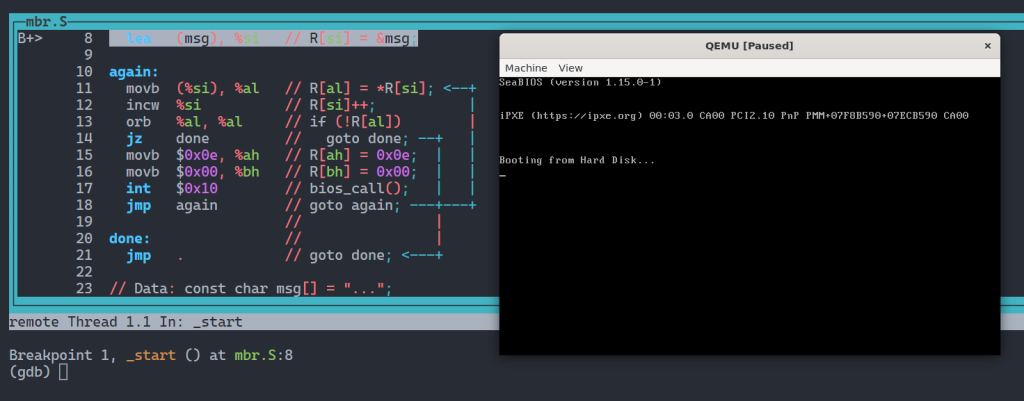 mbr.S
B+> 8 lea (msg), %si // R[si] = &msg;
9
10 again:
11 movb (%si), %al // R[al] = *R[si]; <--+
12 incw %si // R[si]++; |
13 orb %al, %al // if (!R[al]) |
14 jz done // goto done; --+ |
15 movb $0x0e, %ah // R[ah] = 0x0e; | |
16 movb $0x00, %bh // R[bh] = 0x00; | |
17 int $0x10 // bios_call(); | |
18 jmp again // goto again; ---+---+
19 // |
20 done: // |
21 jmp . // goto done; <---+
22
23 // Data: const char msg[] = "...";
remote Thread 1.1 In: _start
Breakpoint 1, _start () at mbr.S:8
(gdb)
QEMU [Paused] ×
Machine View
SeaBIOS (version 1.15.0-1)
iPXE (https://ipxe.org) 00:03.0 CA00 PCI2.10 PnP PMM+07F8B590+07ECB590 CA00
Booting from Hard Disk...
_